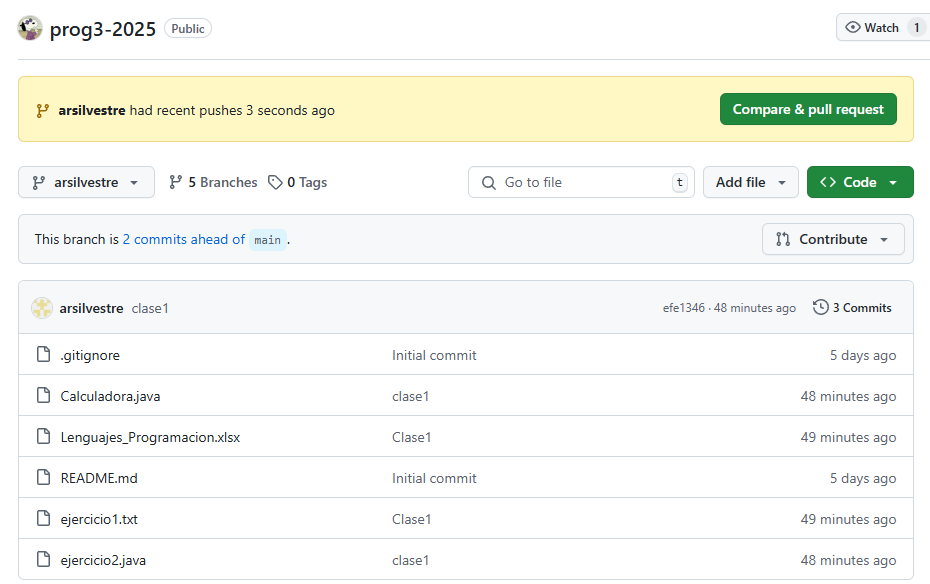 prog3-2025 Public Watch 1
arsilvestre had recent pushes 3 seconds ago Compare & pull request
arsilvestre 5 Branches 0 Tags Go to file t Add file Code
This branch is 2 commits ahead of main . Contribute
arsilvestre clase1 efe1346 · 48 minutes ago 3 Commits
.gitignore Initial commit 5 days ago
Calculadora.java clase1 48 minutes ago
Lenguajes_Programacion.xlsx Clase1 49 minutes ago
README.md Initial commit 5 days ago
ejercicio1.txt Clase1 49 minutes ago
ejercicio2.java clase1 48 minutes ago